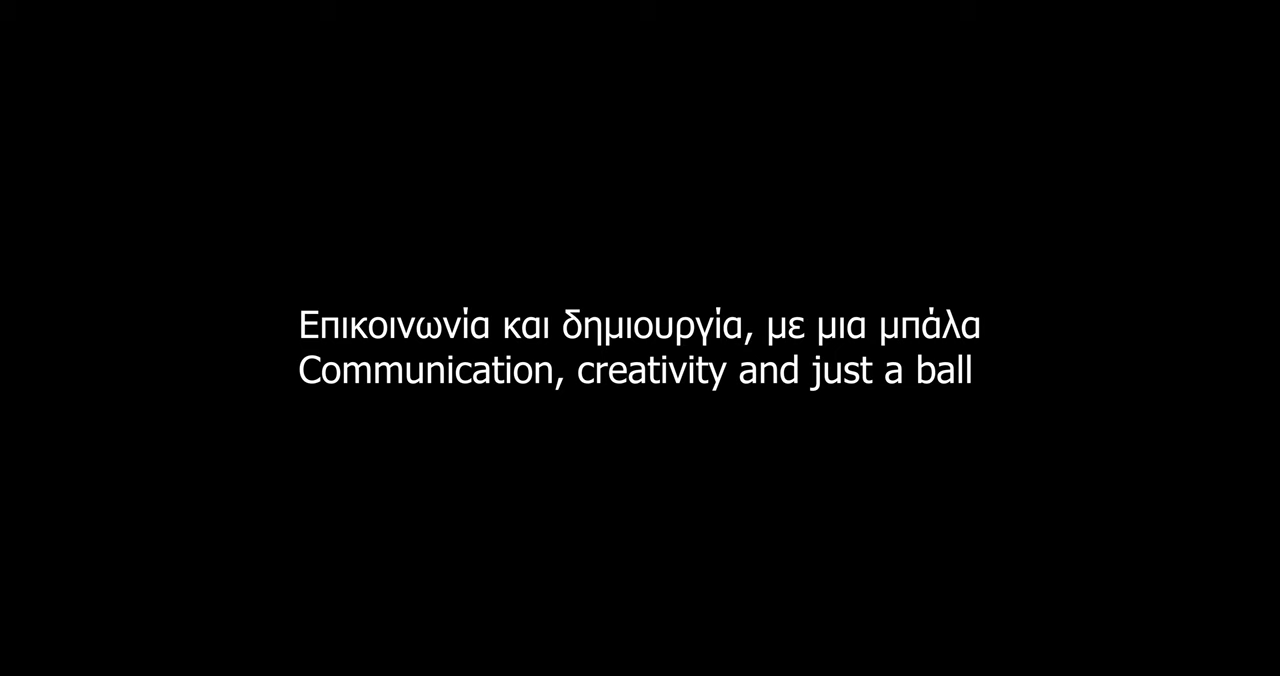 Επικοινωνία και δημιουργία, με μια μπάλα
Communication, creativity and just a ball